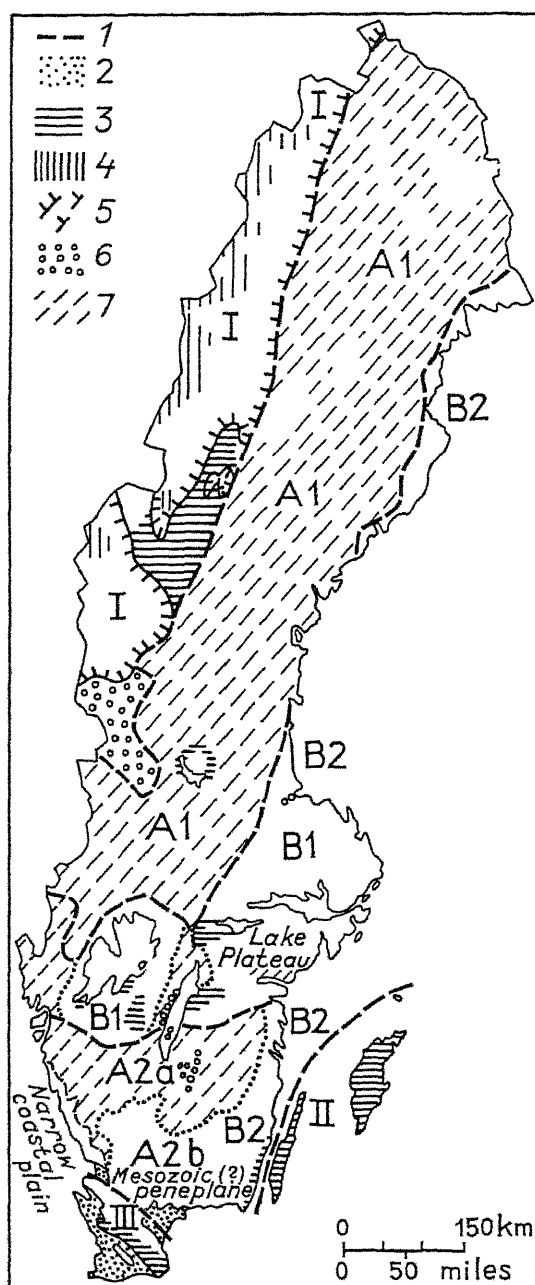 1
2
3
4
5
6
7
I
A1
I
B2
A1
I
B2
A1
B1
Lake
Plateau
B1
B2
A2a
II
B2
Narrow
coastal
plain
A2b
Mesozoic (?)
peneplane
III
0 150km
0 50 miles